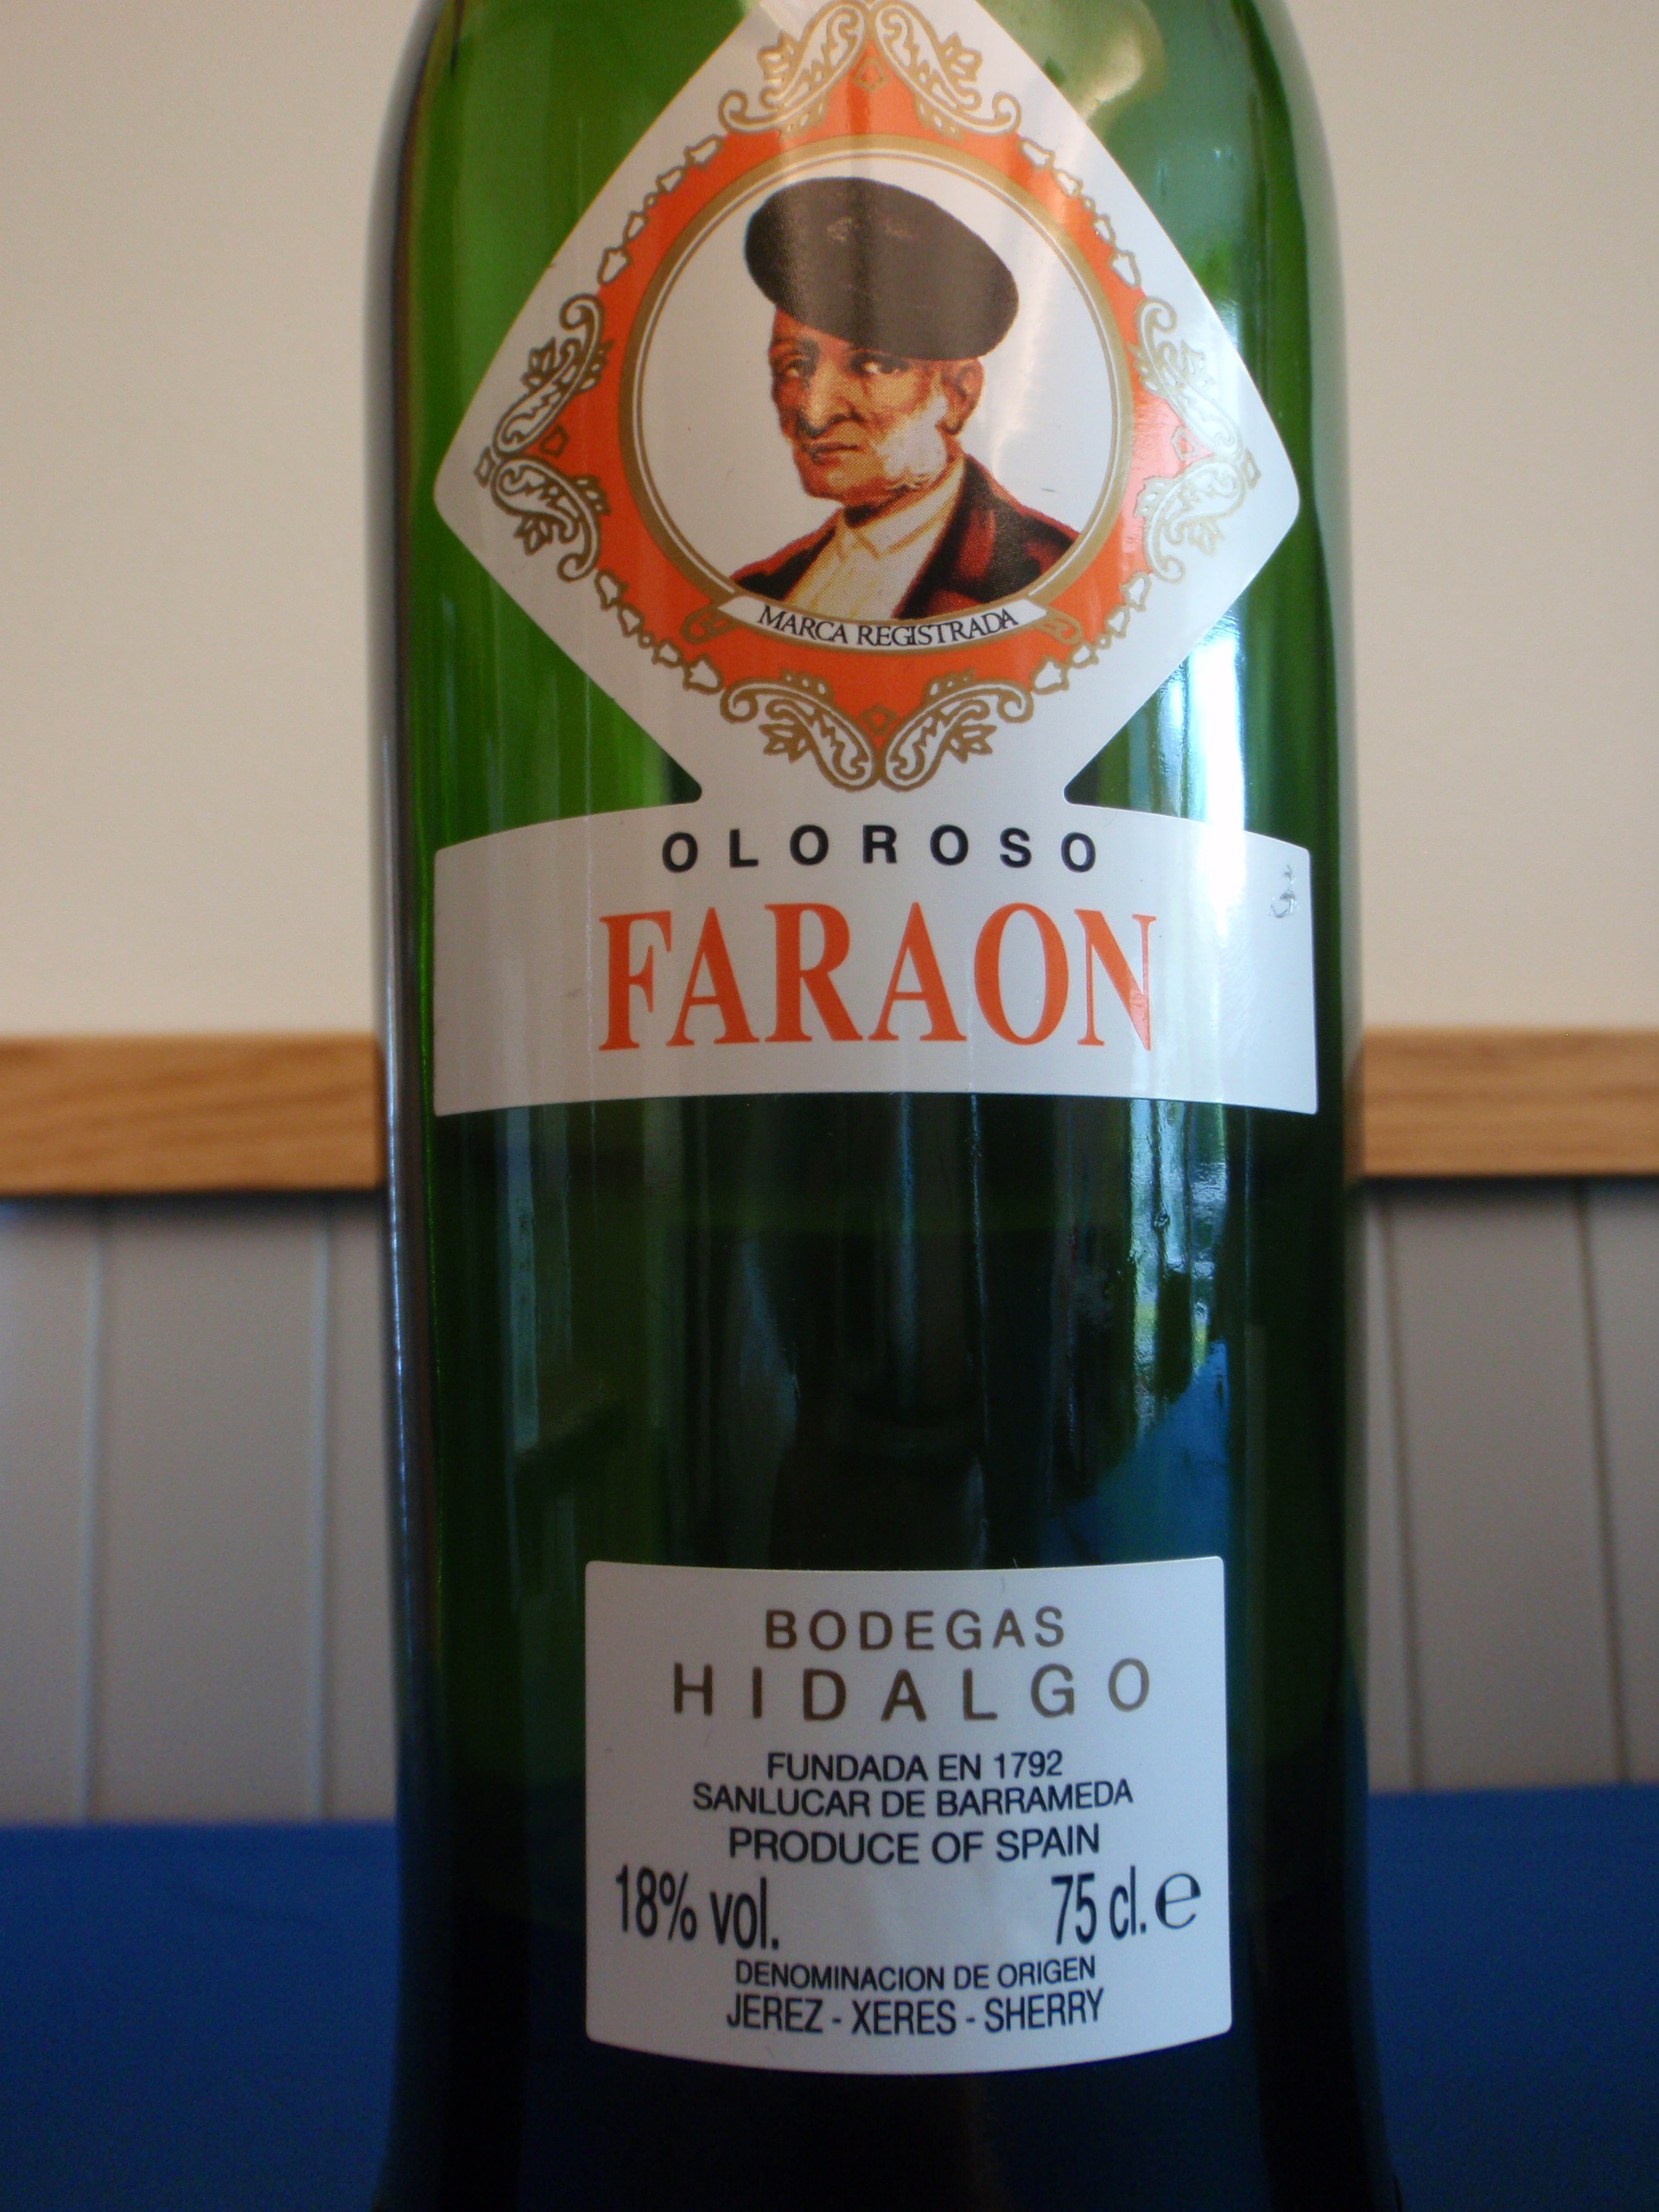 MARCA REGISTRADA
OLOROSO
FARAON
BODEGAS
HIDALGO
FUNDADA EN 1792
SANLUCAR DE BARRAMEDA
PRODUCE OF SPAIN
18% vol. 75 cl. e
DENOMINACION DE ORIGEN
JEREZ - XERES - SHERRY